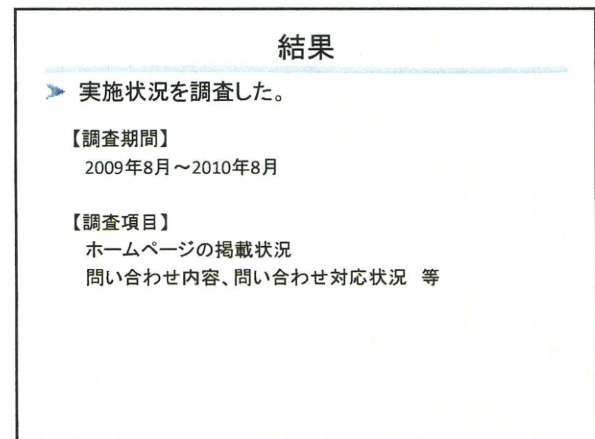 結果
実施状況を調査した。
【調査期間】
2009年8月～2010年8月
【調査項目】
ホームページの掲載状況
問い合わせ内容、問い合わせ対応状況 等